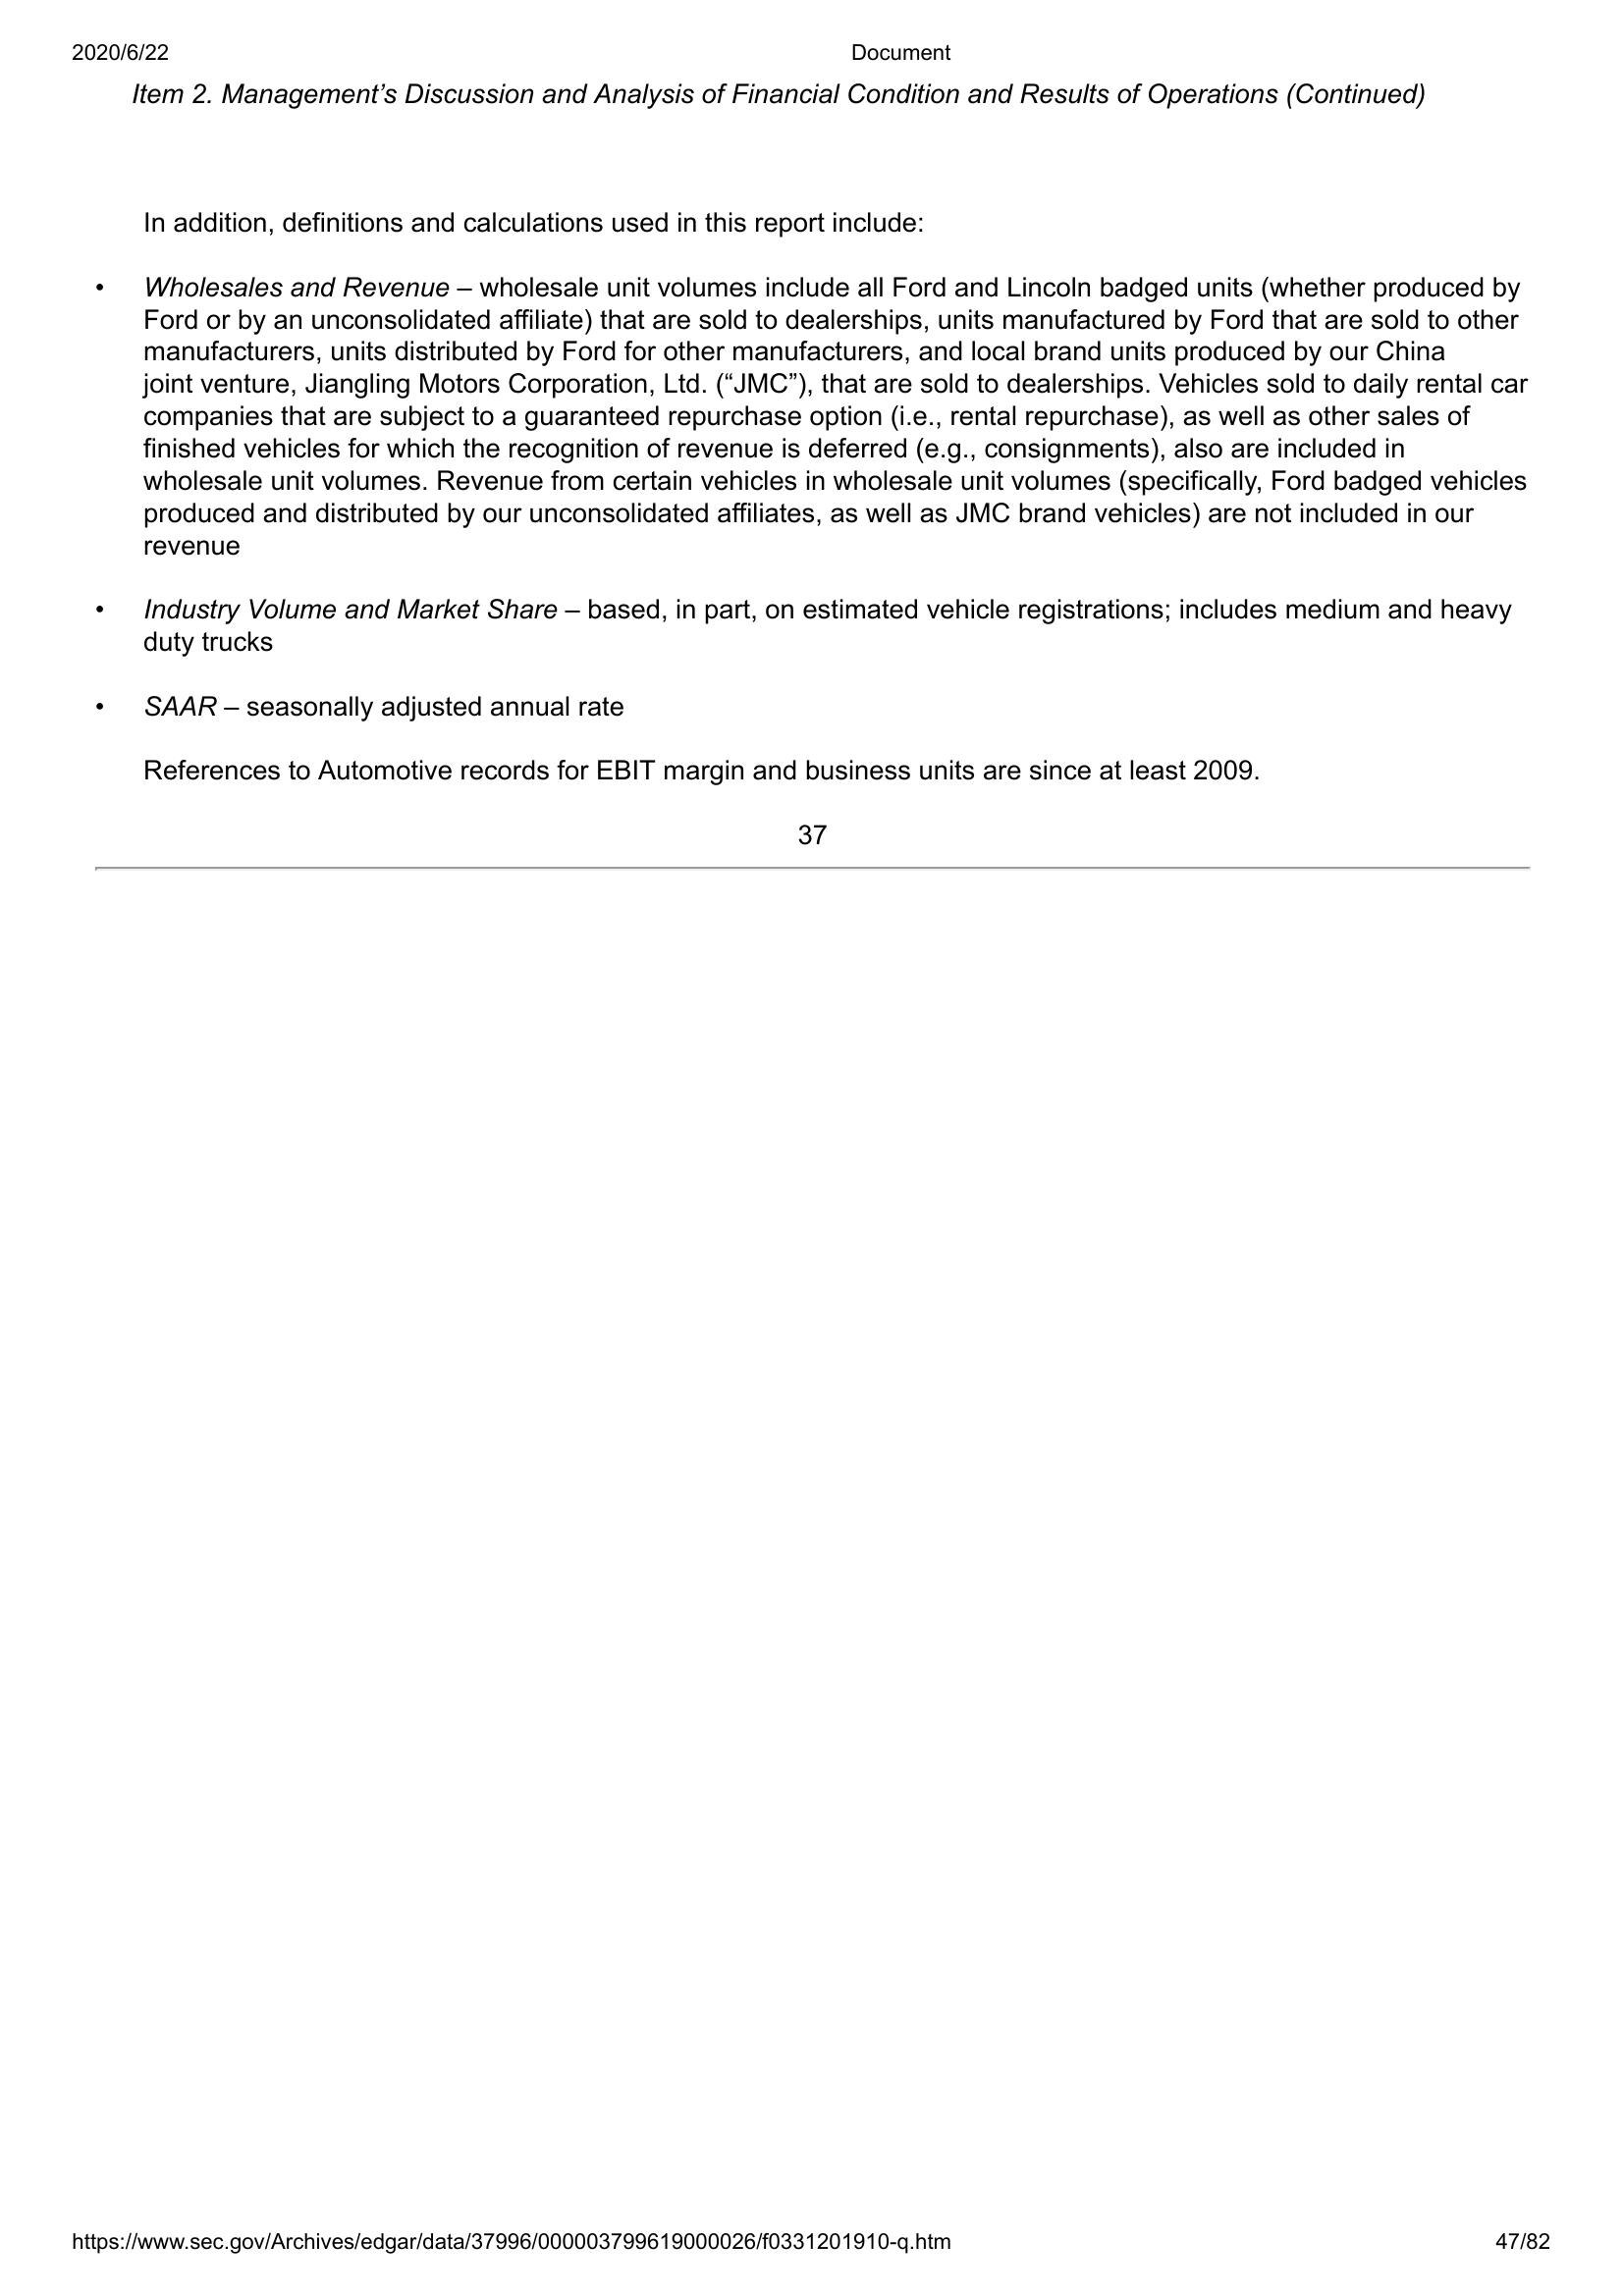 2020/6/22 Document
Item 2. Management’s Discussion and Analysis of Financial Condition and Results of Operations (Continued)
In addition, definitions and calculations used in this report include:
• Wholesales and Revenue – wholesale unit volumes include all Ford and Lincoln badged units (whether produced by
Ford or by an unconsolidated affiliate) that are sold to dealerships, units manufactured by Ford that are sold to other
manufacturers, units distributed by Ford for other manufacturers, and local brand units produced by our China
joint venture, Jiangling Motors Corporation, Ltd. (“JMC”), that are sold to dealerships. Vehicles sold to daily rental car
companies that are subject to a guaranteed repurchase option (i.e., rental repurchase), as well as other sales of
finished vehicles for which the recognition of revenue is deferred (e.g., consignments), also are included in
wholesale unit volumes. Revenue from certain vehicles in wholesale unit volumes (specifically, Ford badged vehicles
produced and distributed by our unconsolidated affiliates, as well as JMC brand vehicles) are not included in our
revenue
• Industry Volume and Market Share – based, in part, on estimated vehicle registrations; includes medium and heavy
duty trucks
• SAAR – seasonally adjusted annual rate
References to Automotive records for EBIT margin and business units are since at least 2009.
37
https://www.sec.gov/Archives/edgar/data/37996/000003799619000026/f0331201910-q.htm 47/82